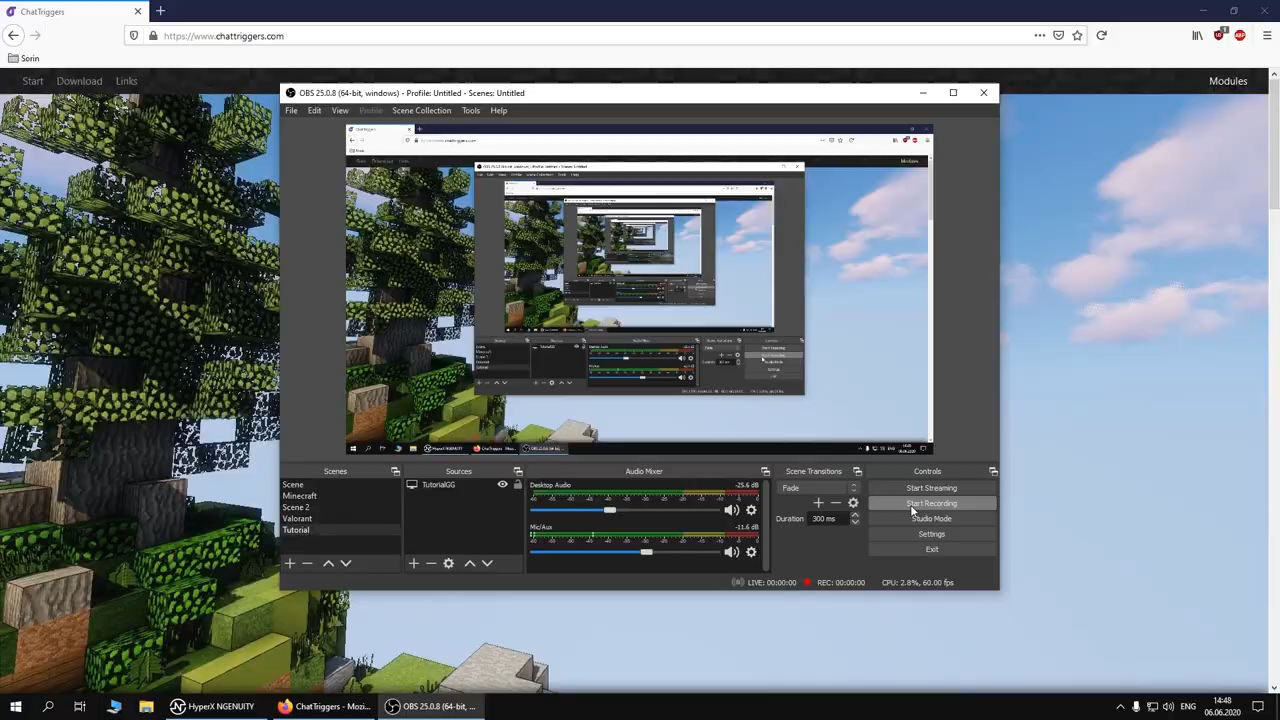 ChatTriggers
https://www.chattriggers.com
Sorin
Start Download Links Modules
OBS 25.0.8 (64-bit, windows) - Profile: Untitled - Scenes: Untitled
File Edit View Profile Scene Collection Tools Help
Scenes
Scene
Minecraft
Scene 2
Valorant
Tutorial
Sources
TutorialGG
Audio Mixer
Desktop Audio -25.6 dB
Mic/Aux -11.6 dB
Scene Transitions
Fade
Duration 300 ms
Controls
Start Streaming
Start Recording
Studio Mode
Settings
Exit
LIVE: 00:00:00 REC: 00:00:00 CPU: 2.8%, 60.00 fps
HyperX NGENUITY
ChatTriggers - Mozi...
OBS 25.0.8 (64-bit, ...
ENG
14:48
06.06.2020